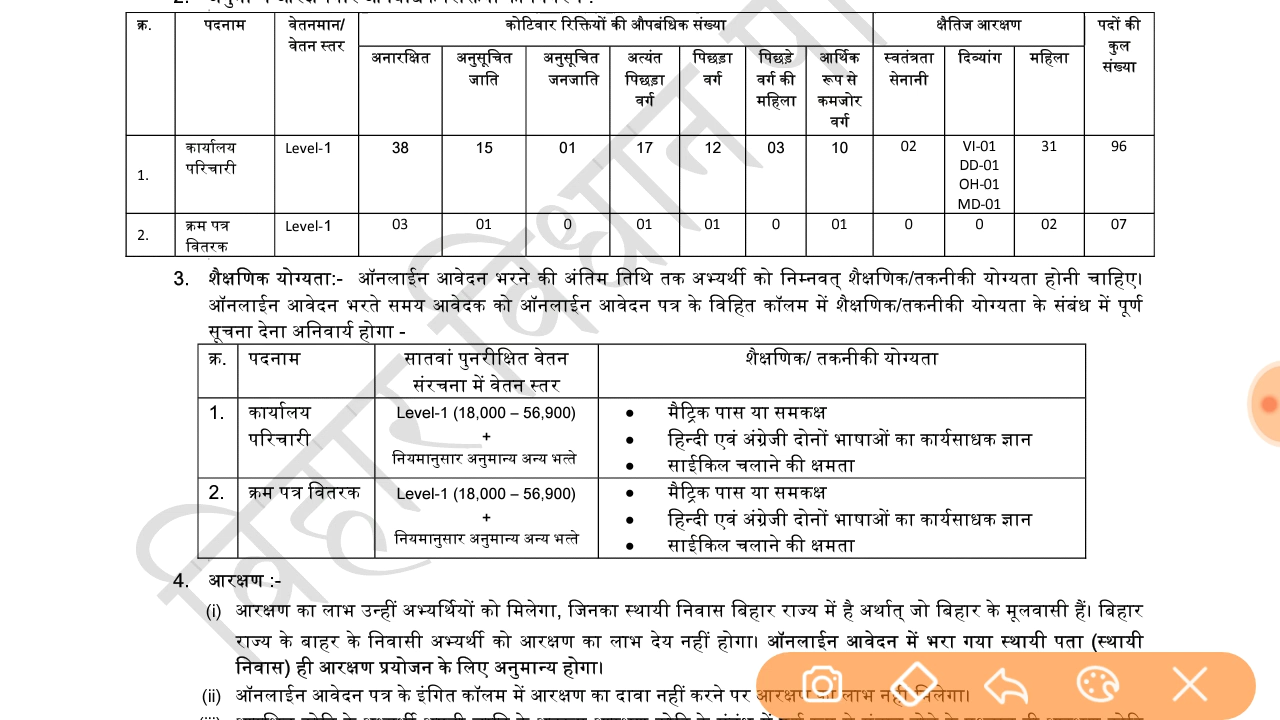 क्र. पदनाम वेतनमान/ वेतन स्तर कोटिवार रिक्तियों की औपबंधिक संख्या क्षैतिज आरक्षण पदों की कुल संख्या
अनारक्षित अनुसूचित जाति अनुसूचित जनजाति अत्यंत पिछड़ा वर्ग पिछड़ा वर्ग पिछड़े वर्ग की महिला आर्थिक रूप से कमजोर वर्ग स्वतंत्रता सेनानी दिव्यांग महिला
1. कार्यालय परिचारी Level-1 38 15 01 17 12 03 10 02 VI-01 DD-01 OH-01 MD-01 31 96
2. क्रम पत्र वितरक Level-1 03 01 0 01 01 0 01 0 0 02 07
3. शैक्षणिक योग्यता:- ऑनलाईन आवेदन भरने की अंतिम तिथि तक अभ्यर्थी को निम्नवत् शैक्षणिक/तकनीकी योग्यता होनी चाहिए।
ऑनलाईन आवेदन भरते समय आवेदक को ऑनलाईन आवेदन पत्र के विहित कॉलम में शैक्षणिक/तकनीकी योग्यता के संबंध में पूर्ण
सूचना देना अनिवार्य होगा -
क्र. पदनाम सातवां पुनरीक्षित वेतन संरचना में वेतन स्तर शैक्षणिक/ तकनीकी योग्यता
1. कार्यालय परिचारी Level-1 (18,000 – 56,900) + नियमानुसार अनुमान्य अन्य भत्ते
• मैट्रिक पास या समकक्ष
• हिन्दी एवं अंग्रेजी दोनों भाषाओं का कार्यसाधक ज्ञान
• साईकिल चलाने की क्षमता
2. क्रम पत्र वितरक Level-1 (18,000 – 56,900) + नियमानुसार अनुमान्य अन्य भत्ते
• मैट्रिक पास या समकक्ष
• हिन्दी एवं अंग्रेजी दोनों भाषाओं का कार्यसाधक ज्ञान
• साईकिल चलाने की क्षमता
4. आरक्षण :-
(i) आरक्षण का लाभ उन्हीं अभ्यर्थियों को मिलेगा, जिनका स्थायी निवास बिहार राज्य में है अर्थात् जो बिहार के मूलवासी हैं। बिहार
राज्य के बाहर के निवासी अभ्यर्थी को आरक्षण का लाभ देय नहीं होगा। ऑनलाईन आवेदन में भरा गया स्थायी पता (स्थायी
निवास) ही आरक्षण प्रयोजन के लिए अनुमान्य होगा।
(ii) ऑनलाईन आवेदन पत्र के इंगित कॉलम में आरक्षण का दावा नहीं करने पर आरक्षण का लाभ नहीं मिलेगा।
बिहार विधान